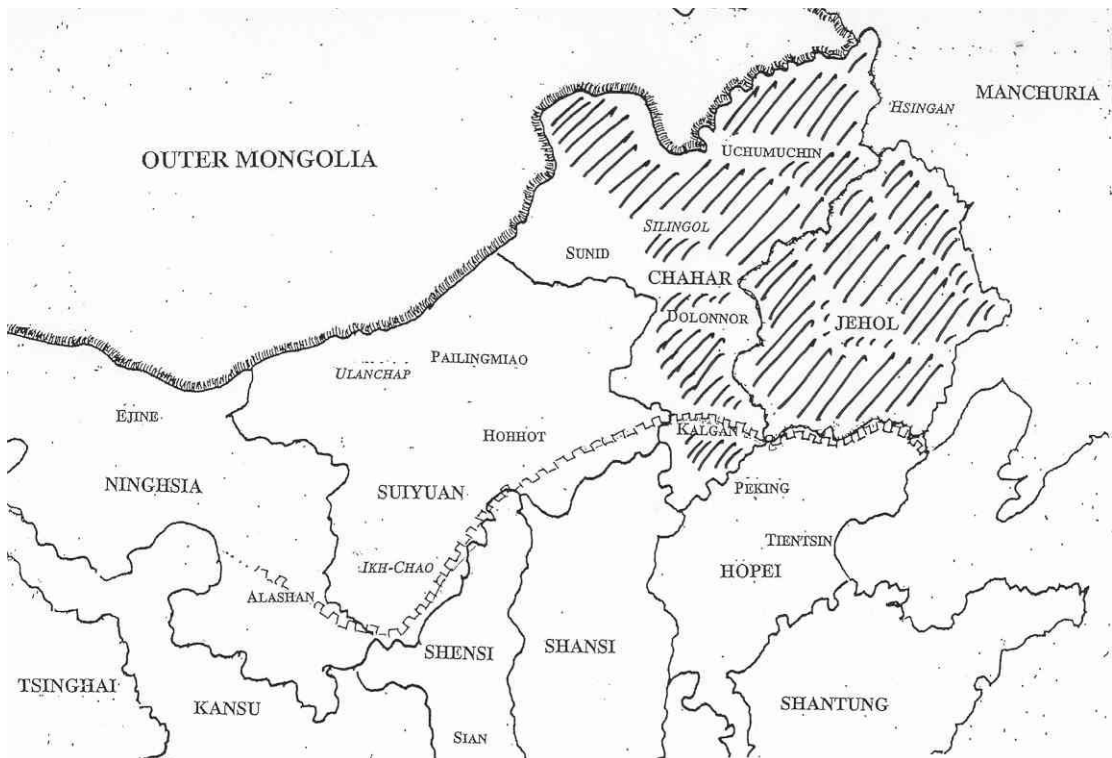 MANCHURIA
HSINGAN
OUTER MONGOLIA
UCHUMUCHIN
SILINGOL
SUNID
CHAHAR
DOLONNOR
JEHOL
PAILINGMIAO
ULANCHAP
EJINE
HOHHOT
KALGAN
NINGHSIA
SUIYUAN
PEKING
TIENTSIN
IKH-CHAO
HOPEI
ALASHAN
SHENSI
SHANSI
TSINGHAI
KANSU
SHANTUNG
SIAN